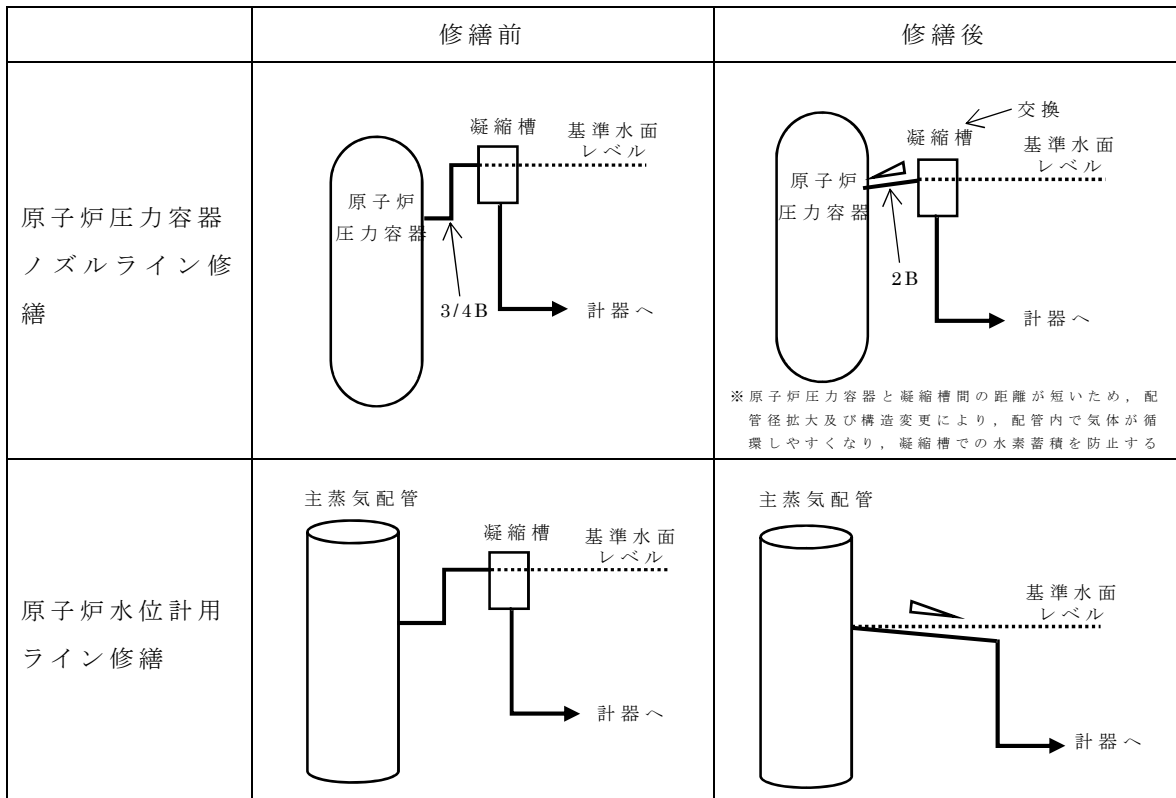 修繕前
修繕後
原子炉圧力容器
ノズルライン修
繕
凝縮槽
基準水面
レベル
原子炉
圧力容器
3/4B
計器へ
交換
凝縮槽
基準水面
レベル
原子炉
圧力容器
2B
計器へ
※原子炉圧力容器と凝縮槽間の距離が短いため，配
管径拡大及び構造変更により，配管内で気体が循
環しやすくなり，凝縮槽での水素蓄積を防止する
原子炉水位計用
ライン修繕
主蒸気配管
凝縮槽
基準水面
レベル
計器へ
主蒸気配管
基準水面
レベル
計器へ